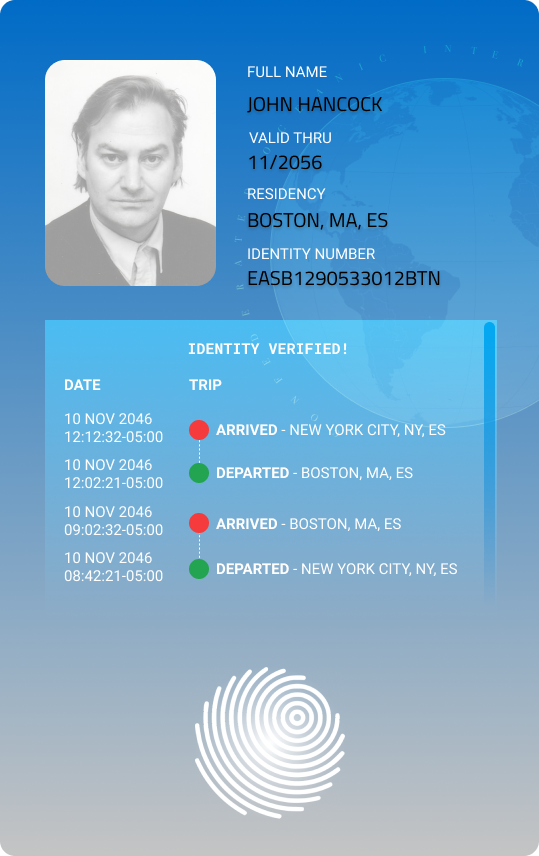 FULL NAME
JOHN HANCOCK
VALID THRU
11/2056
RESIDENCY
BOSTON, MA, ES
IDENTITY NUMBER
EASB1290533012BTN
IDENTITY VERIFIED!
DATE TRIP
10 NOV 2046
12:12:32-05:00
ARRIVED - NEW YORK CITY, NY, ES
10 NOV 2046
12:02:21-05:00
DEPARTED - BOSTON, MA, ES
10 NOV 2046
09:02:32-05:00
ARRIVED - BOSTON, MA, ES
10 NOV 2046
08:42:21-05:00
DEPARTED - NEW YORK CITY, NY, ES